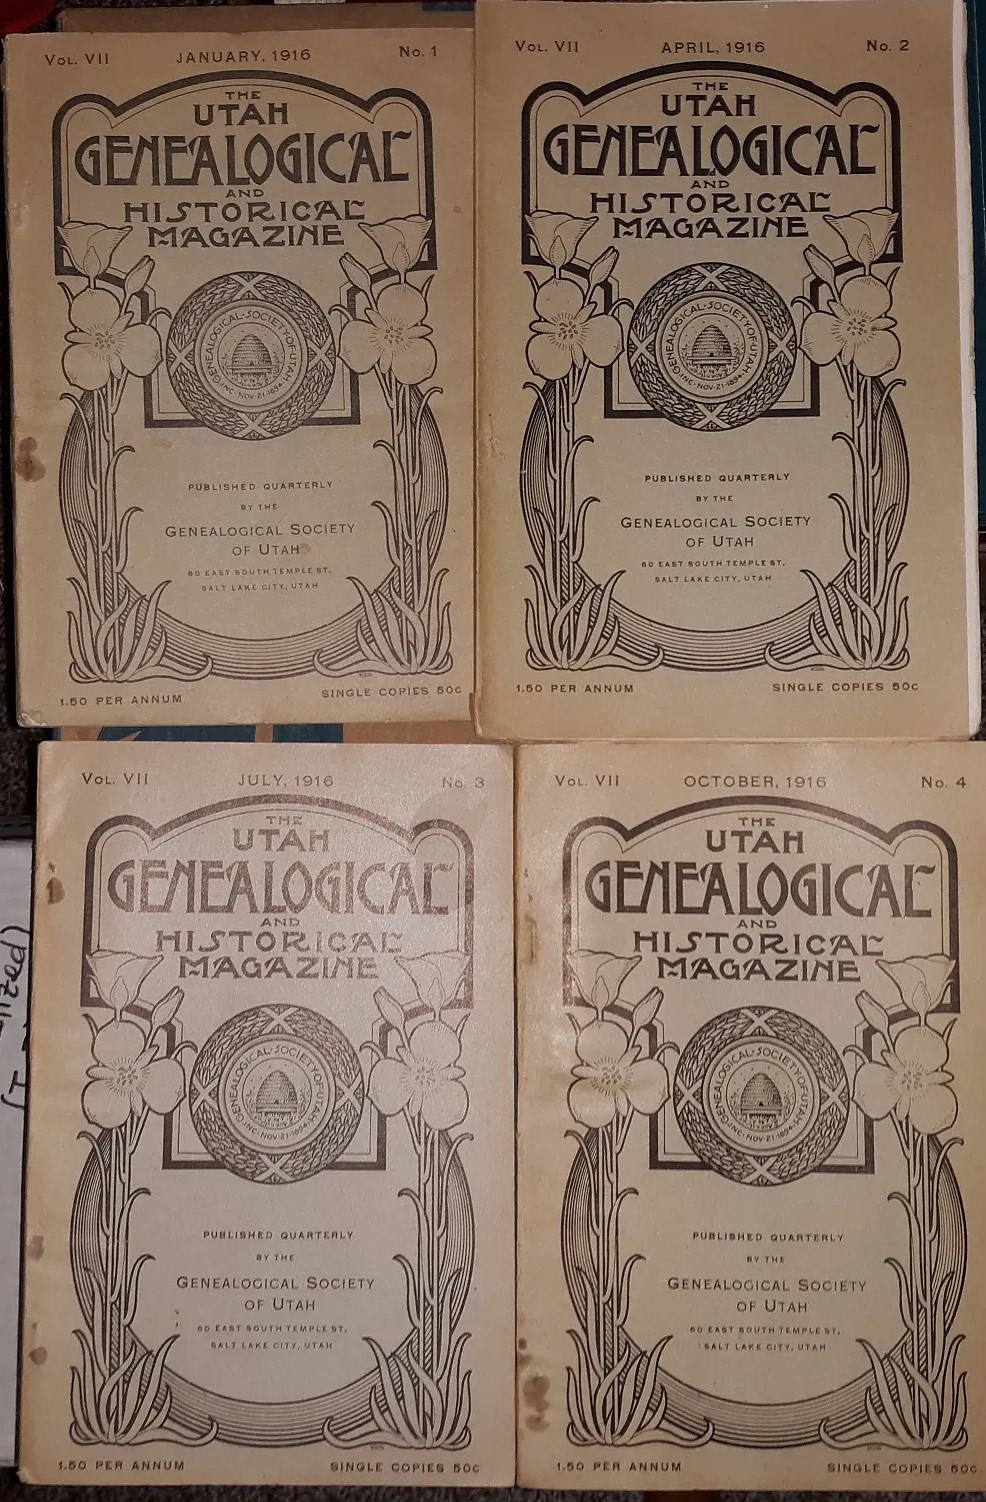 VOL. VII JANUARY, 1916 No. 1
THE
UTAH
GENEALOGICAL
AND
HISTORICAL
MAGAZINE
GENEALOGICAL·SOCIETY OF·UTAH·
INC·NOV·21·1894
PUBLISHED QUARTERLY
BY THE
GENEALOGICAL SOCIETY
OF UTAH
60 EAST SOUTH TEMPLE ST.
SALT LAKE CITY, UTAH
1.50 PER ANNUM SINGLE COPIES 50c
VOL. VII APRIL, 1916 No. 2
THE
UTAH
GENEALOGICAL
AND
HISTORICAL
MAGAZINE
GENEALOGICAL·SOCIETY OF·UTAH·
INC·NOV·21·1894
PUBLISHED QUARTERLY
BY THE
GENEALOGICAL SOCIETY
OF UTAH
60 EAST SOUTH TEMPLE ST.
SALT LAKE CITY, UTAH
1.50 PER ANNUM SINGLE COPIES 50c
VOL. VII JULY, 1916 No. 3
THE
UTAH
GENEALOGICAL
AND
HISTORICAL
MAGAZINE
GENEALOGICAL·SOCIETY OF·UTAH·
INC·NOV·21·1894
PUBLISHED QUARTERLY
BY THE
GENEALOGICAL SOCIETY
OF UTAH
60 EAST SOUTH TEMPLE ST.
SALT LAKE CITY, UTAH
1.50 PER ANNUM SINGLE COPIES 50c
VOL. VII OCTOBER, 1916 No. 4
THE
UTAH
GENEALOGICAL
AND
HISTORICAL
MAGAZINE
GENEALOGICAL·SOCIETY OF·UTAH·
INC·NOV·21·1894
PUBLISHED QUARTERLY
BY THE
GENEALOGICAL SOCIETY
OF UTAH
60 EAST SOUTH TEMPLE ST.
SALT LAKE CITY, UTAH
1.50 PER ANNUM SINGLE COPIES 50c